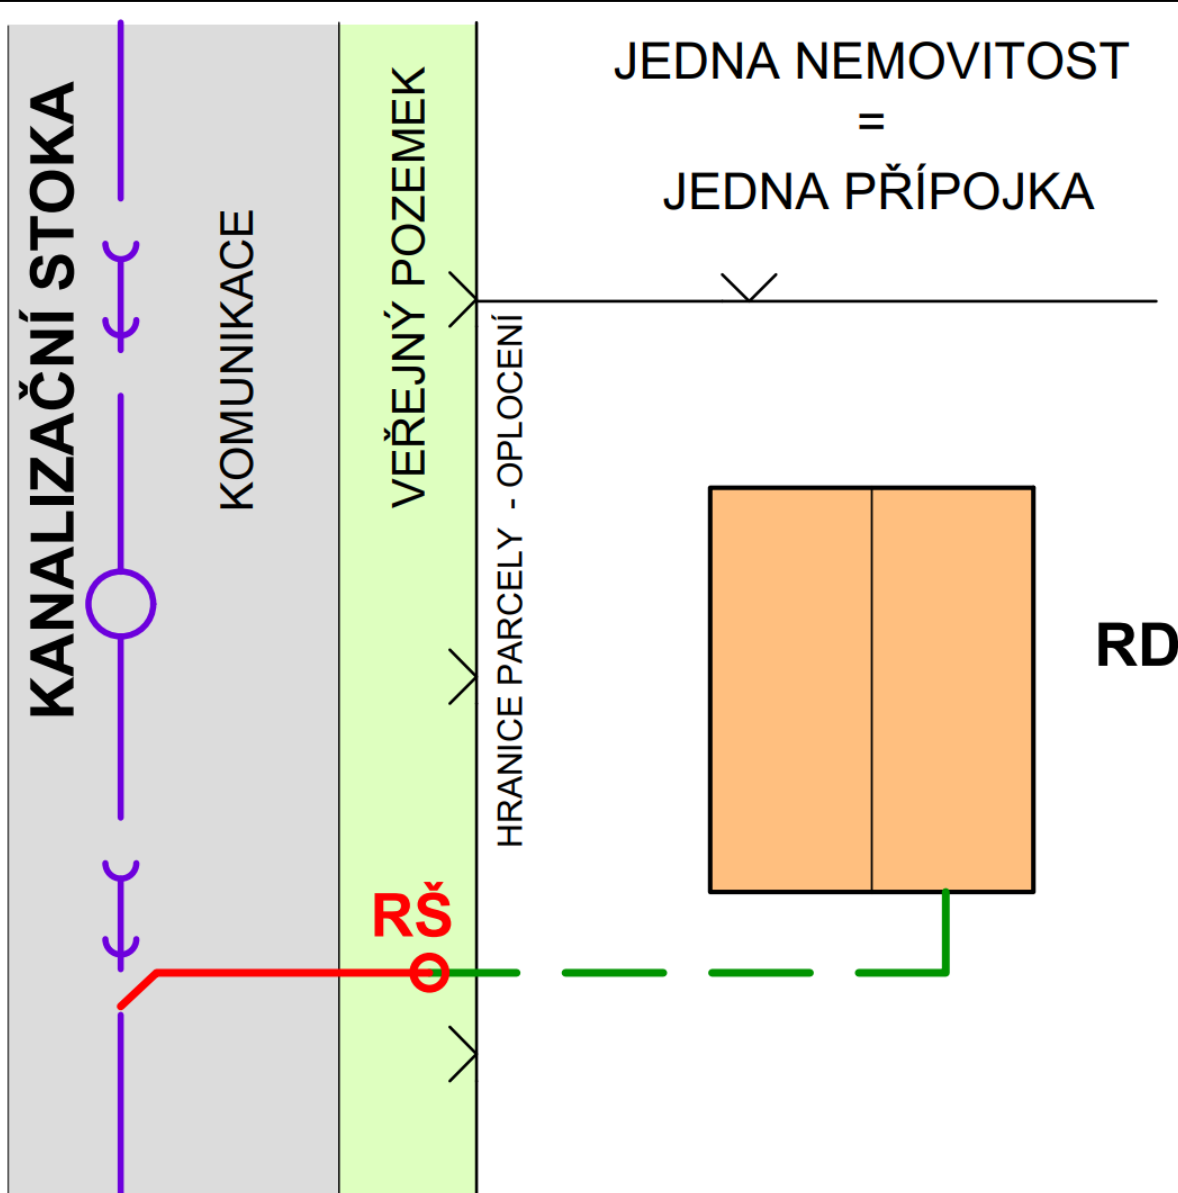 KANALIZAČNÍ STOKA
KOMUNIKACE
VEŘEJNÝ POZEMEK
HRANICE PARCELY - OPLOCENÍ
JEDNA NEMOVITOST
=
JEDNA PŘÍPOJKA
RD
RŠ